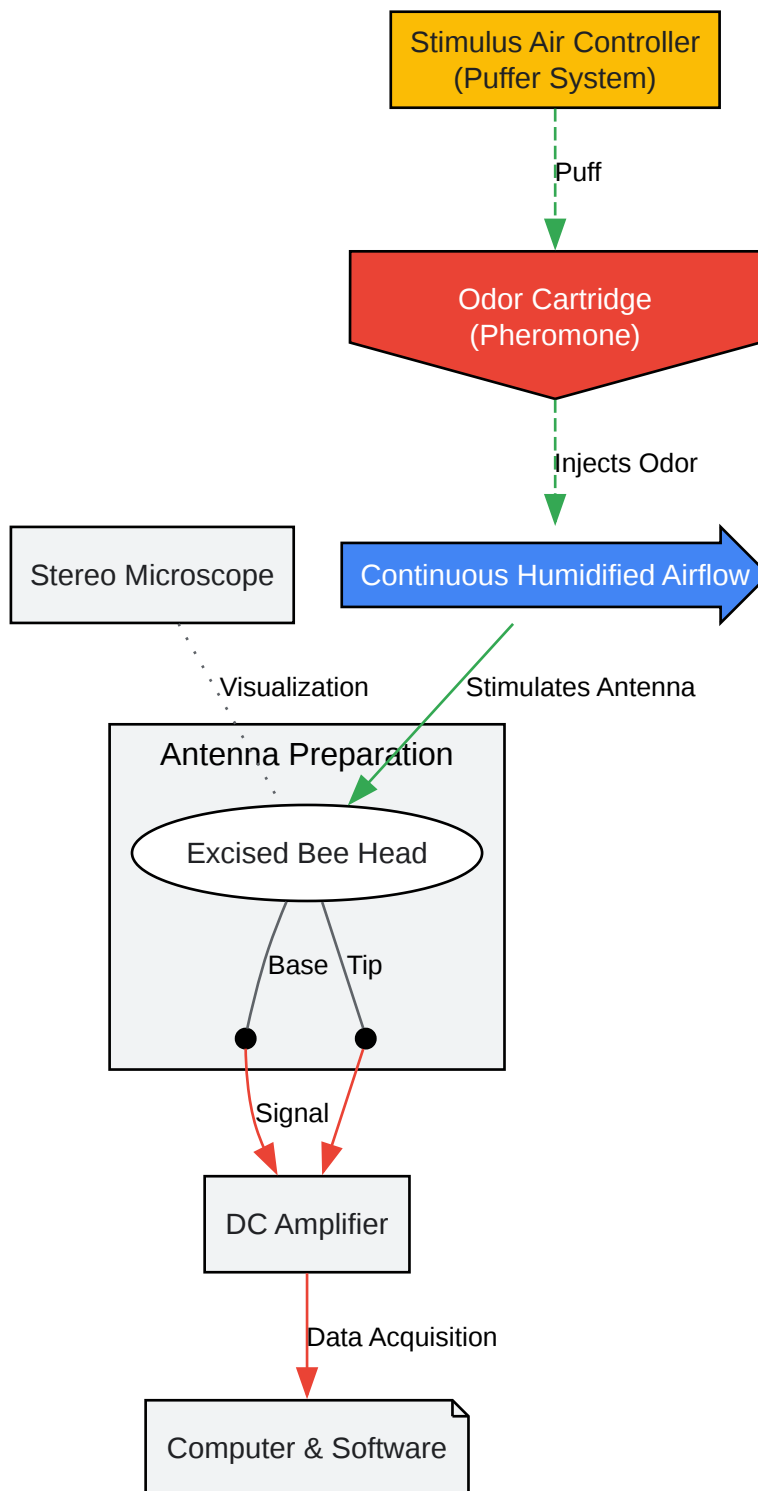 Stimulus Air Controller
(Puffer System)
Puff
Odor Cartridge
(Pheromone)
Injects Odor
Stereo Microscope
Continuous Humidified Airflow
Visualization
Stimulates Antenna
Antenna Preparation
Excised Bee Head
Base
Tip
Signal
DC Amplifier
Data Acquisition
Computer & Software